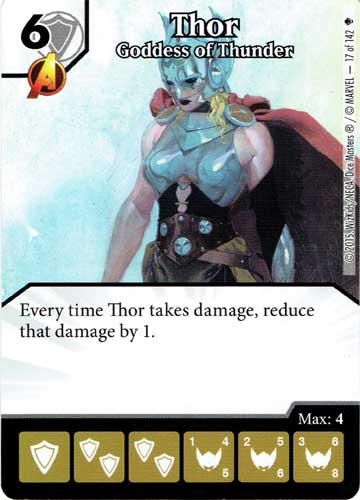 6
Thor
Goddess of Thunder
©2015 WizKids/NECA. Dice Masters ® / © MARVEL — 17 of 142
Every time Thor takes damage, reduce
that damage by 1.
Max: 4
1 4
5
2 5
6
3 6
8